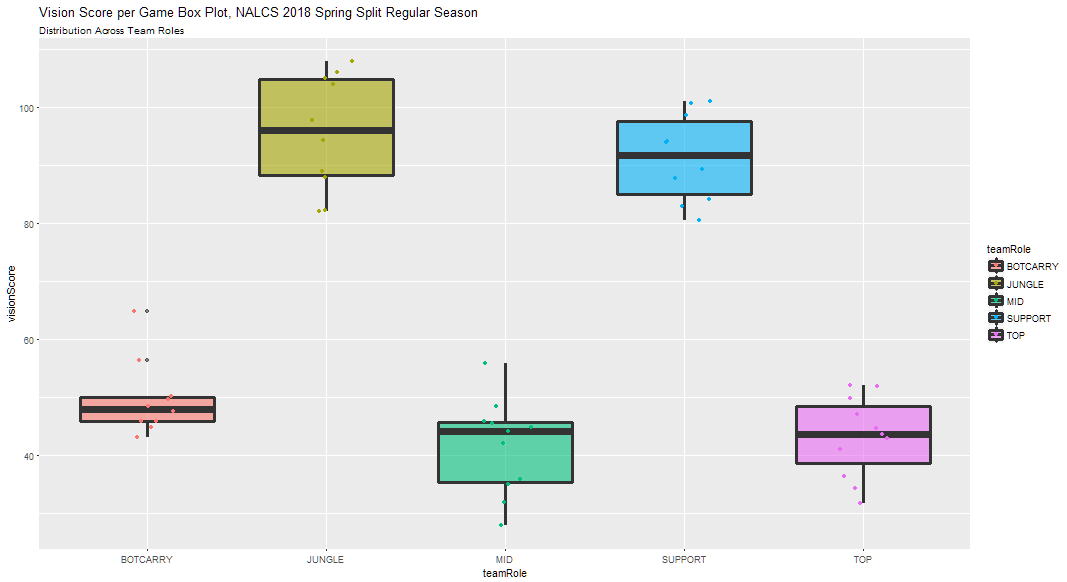 Vision Score per Game Box Plot, NALCS 2018 Spring Split Regular Season
Distribution Across Team Roles
visionScore
100
80
60
40
BOTCARRY JUNGLE MID SUPPORT TOP
teamRole
teamRole
BOTCARRY
JUNGLE
MID
SUPPORT
TOP